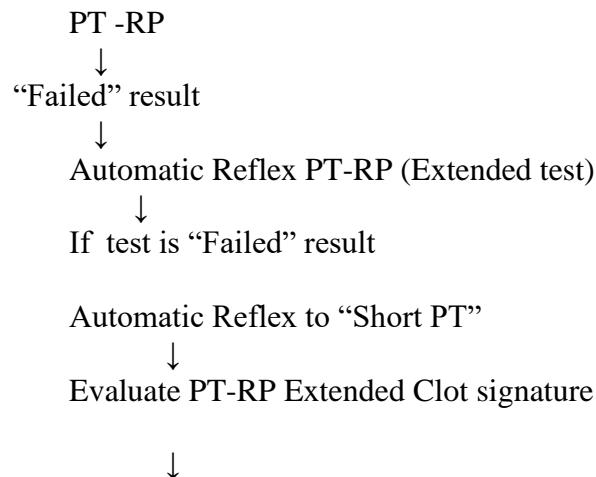 PT -RP
↓
“Failed” result
↓
Automatic Reflex PT-RP (Extended test)
↓
If  test is “Failed” result
Automatic Reflex to “Short PT”
↓
Evaluate PT-RP Extended Clot signature
↓